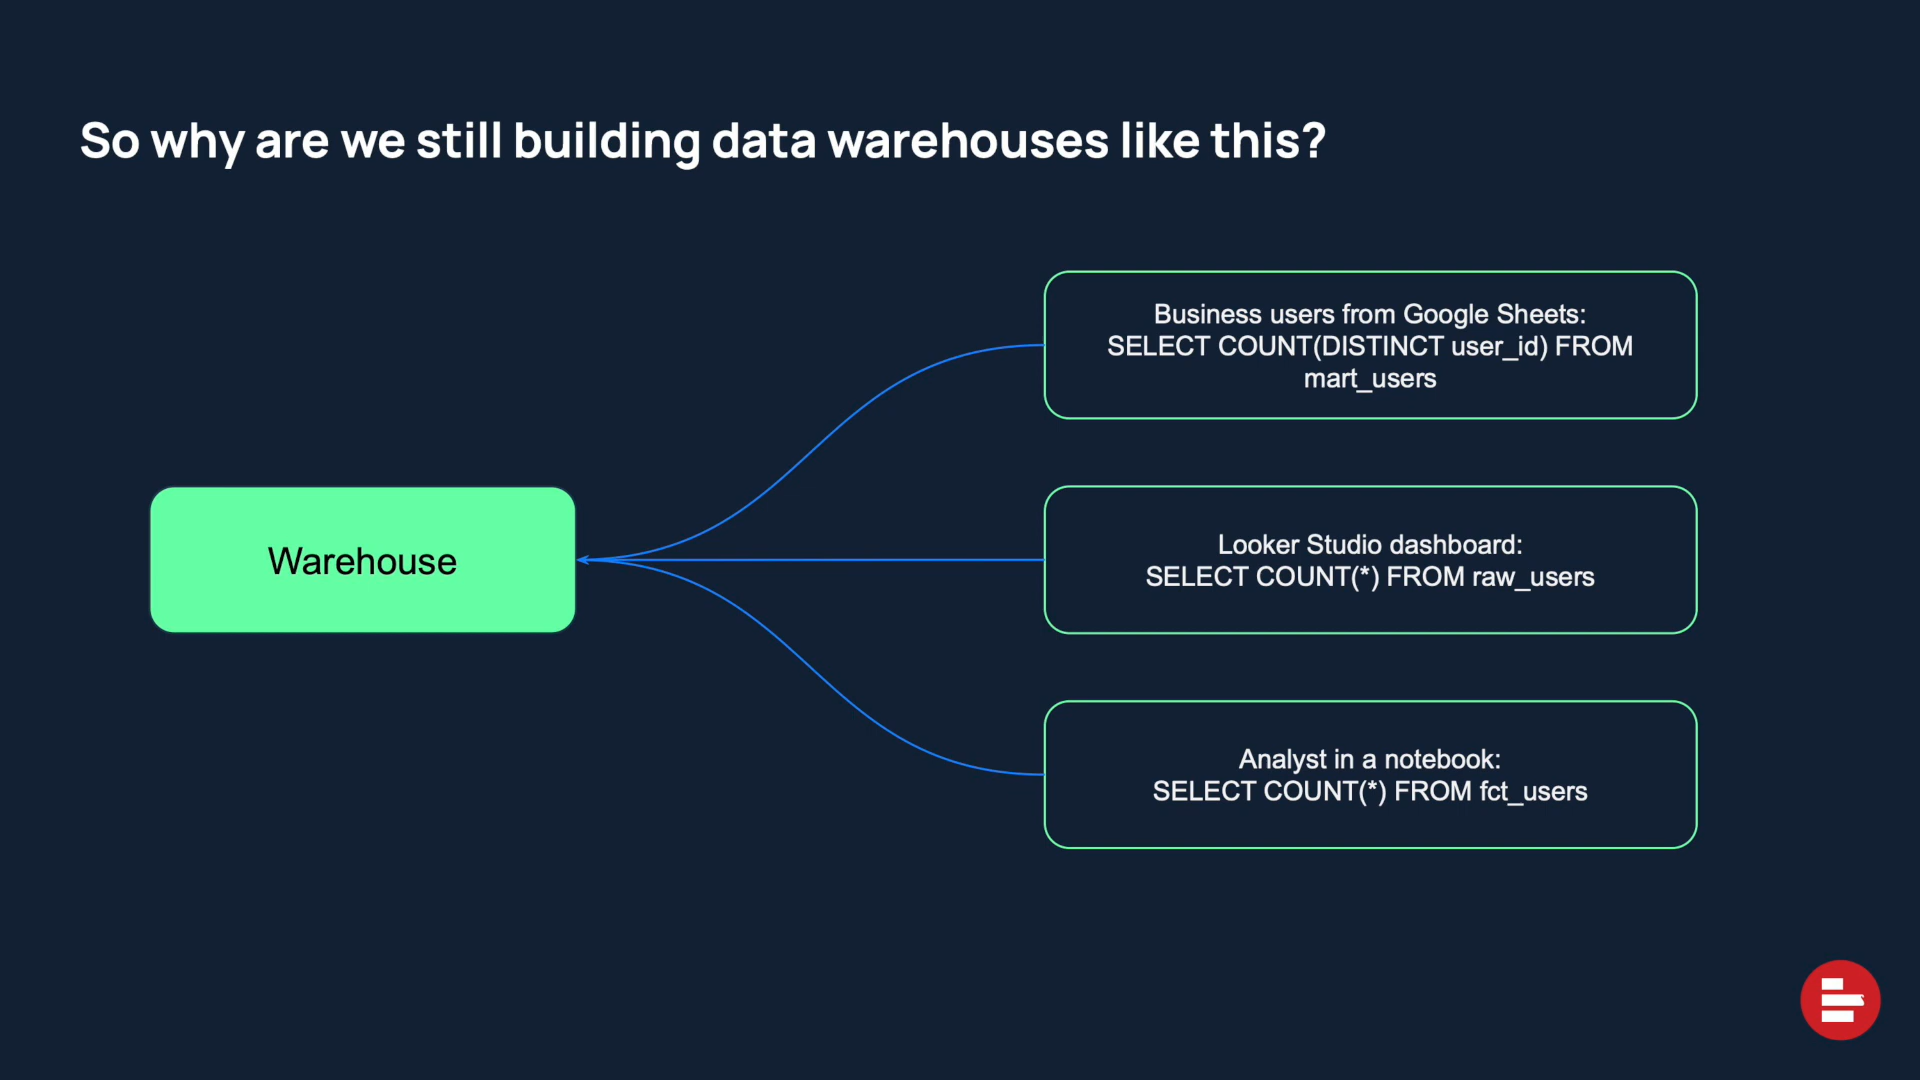 So why are we still building data warehouses like this?
Business users from Google Sheets:
SELECT COUNT(DISTINCT user_id) FROM
mart_users
Warehouse
Looker Studio dashboard:
SELECT COUNT(*) FROM raw_users
Analyst in a notebook:
SELECT COUNT(*) FROM fct_users